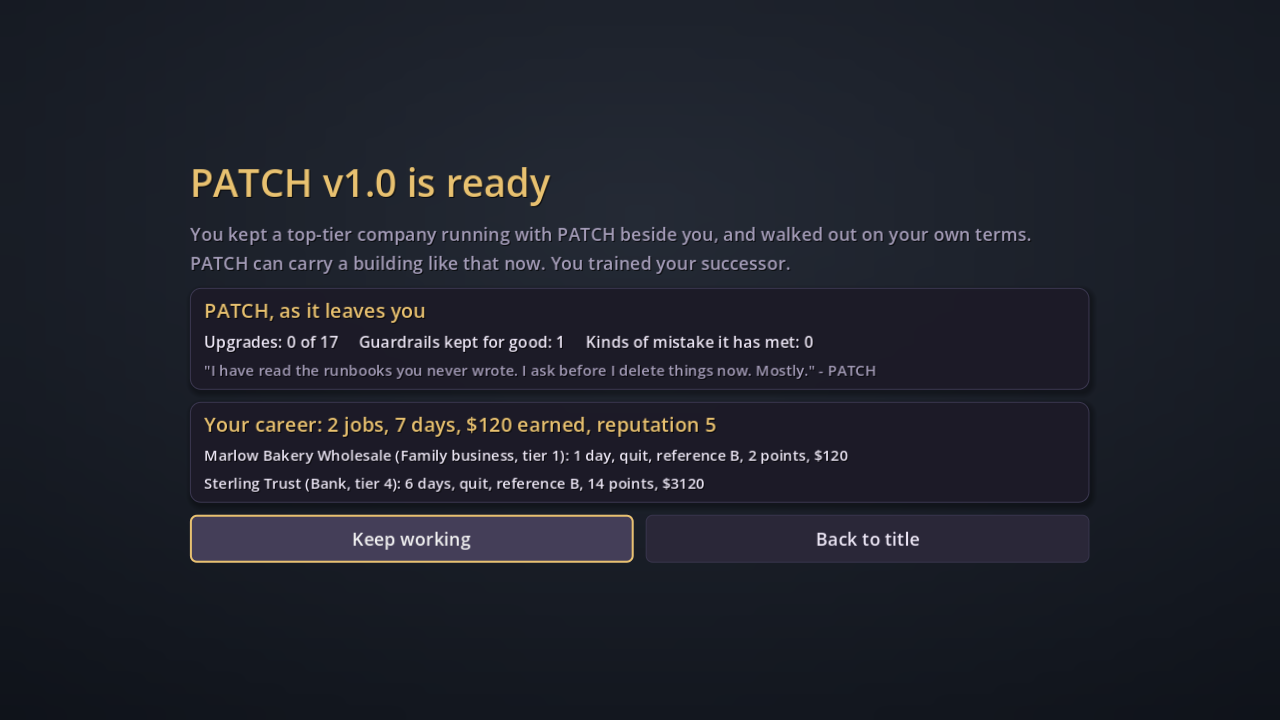 PATCH v1.0 is ready
You kept a top-tier company running with PATCH beside you, and walked out on your own terms.
PATCH can carry a building like that now. You trained your successor.
PATCH, as it leaves you
Upgrades: 0 of 17 Guardrails kept for good: 1 Kinds of mistake it has met: 0
"I have read the runbooks you never wrote. I ask before I delete things now. Mostly." - PATCH
Your career: 2 jobs, 7 days, $120 earned, reputation 5
Marlow Bakery Wholesale (Family business, tier 1): 1 day, quit, reference B, 2 points, $120
Sterling Trust (Bank, tier 4): 6 days, quit, reference B, 14 points, $3120
Keep working
Back to title